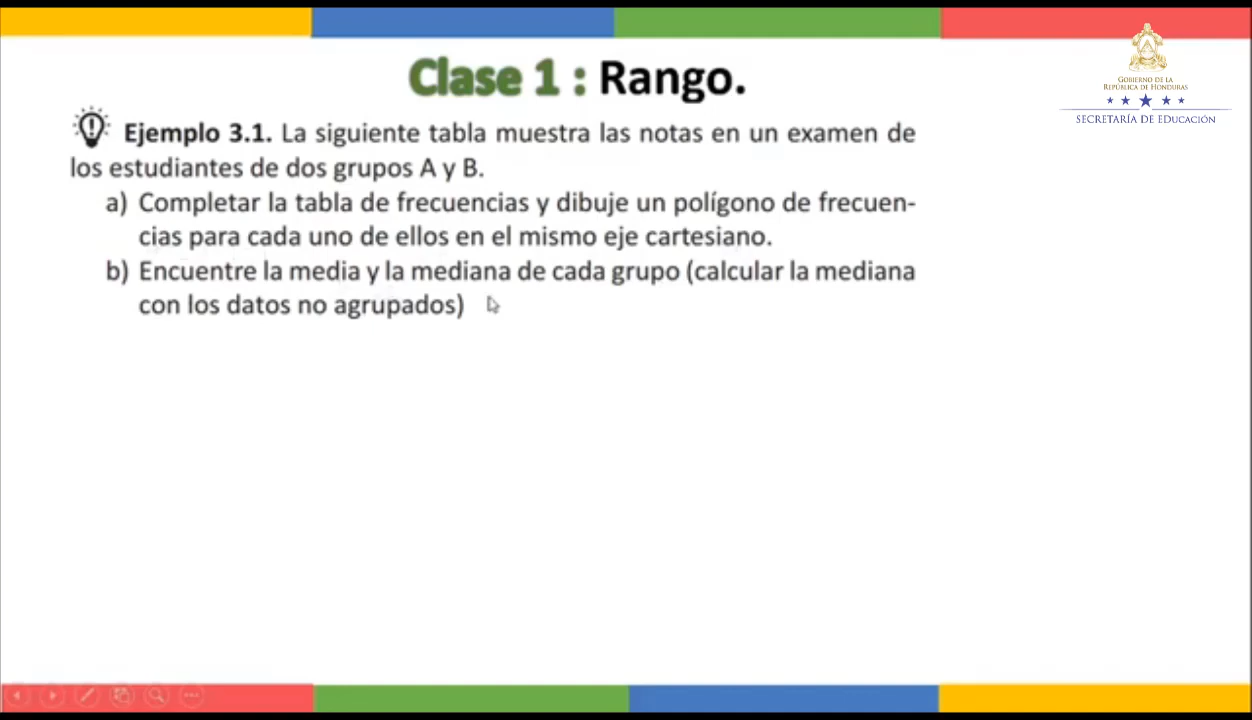 Clase 1 : Rango.
GOBIERNO DE LA
REPÚBLICA DE HONDURAS
SECRETARÍA DE EDUCACIÓN
Ejemplo 3.1. La siguiente tabla muestra las notas en un examen de
los estudiantes de dos grupos A y B.
a) Completar la tabla de frecuencias y dibuje un polígono de frecuen-
cias para cada uno de ellos en el mismo eje cartesiano.
b) Encuentre la media y la mediana de cada grupo (calcular la mediana
con los datos no agrupados)